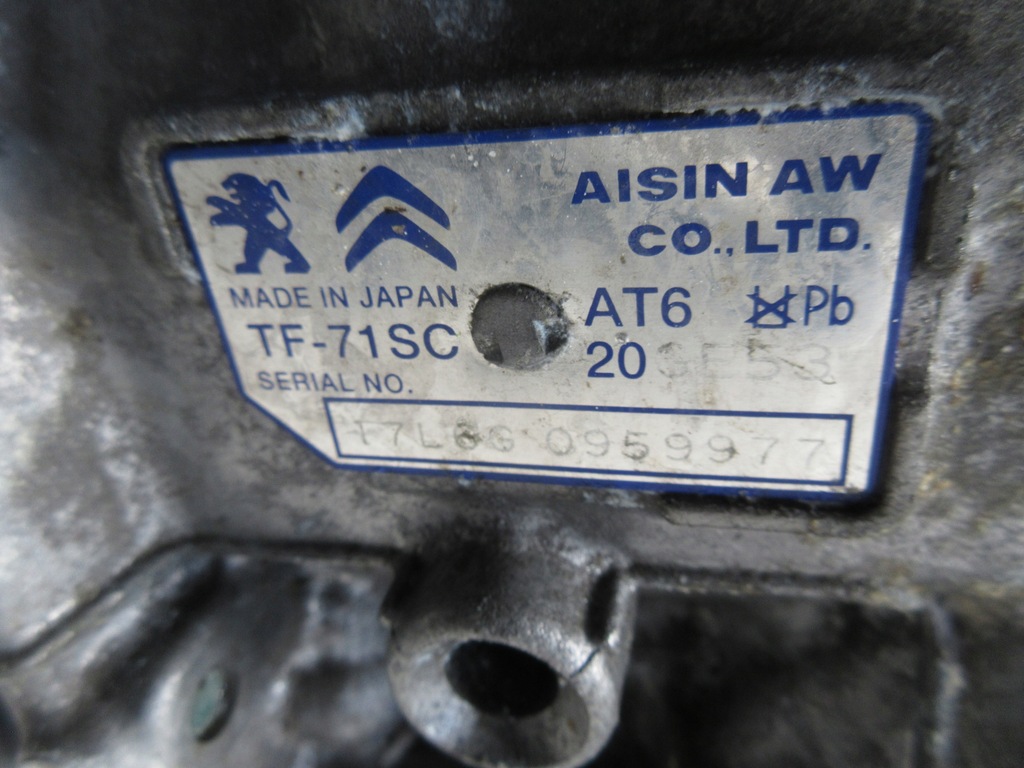 AISIN AW
CO., LTD.
MADE IN JAPAN
TF-71SC
AT6 Pb
20
SERIAL NO.
0959977